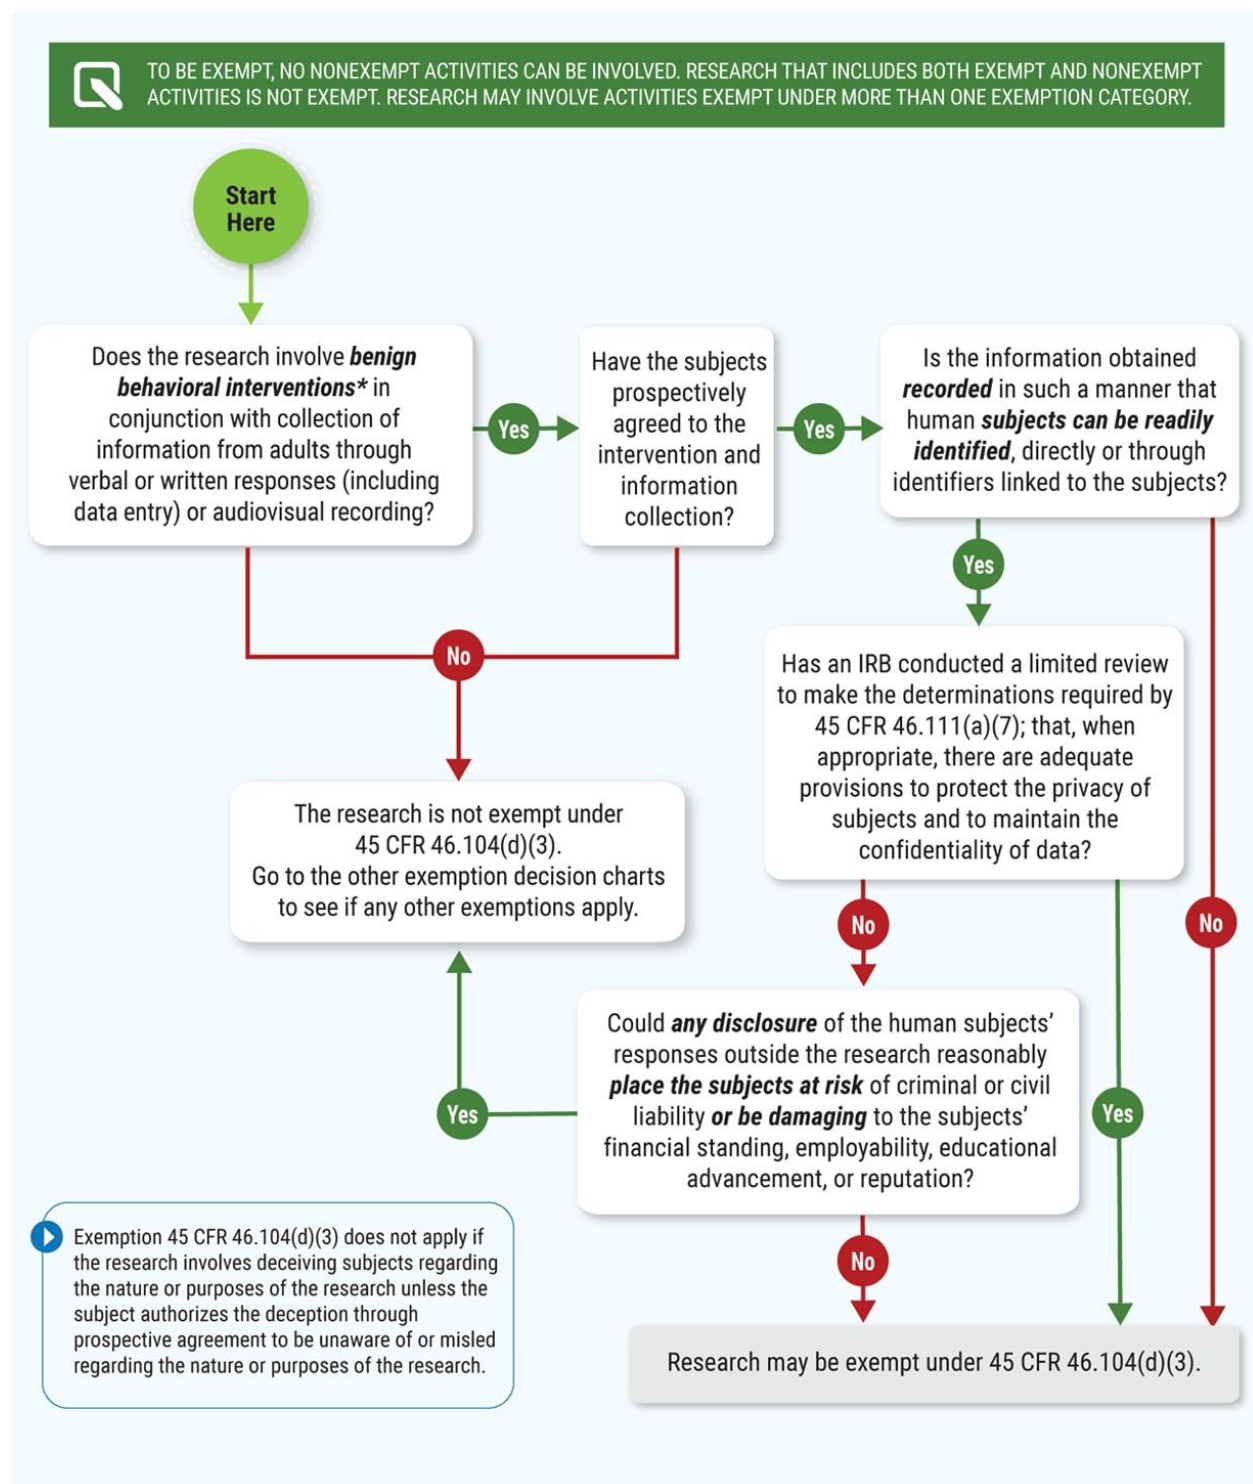 TO BE EXEMPT, NO NONEXEMPT ACTIVITIES CAN BE INVOLVED. RESEARCH THAT INCLUDES BOTH EXEMPT AND NONEXEMPT
ACTIVITIES IS NOT EXEMPT. RESEARCH MAY INVOLVE ACTIVITIES EXEMPT UNDER MORE THAN ONE EXEMPTION CATEGORY.
Start
Here
Does the research involve benign
behavioral interventions* in
conjunction with collection of
information from adults through
verbal or written responses (including
data entry) or audiovisual recording?
Yes
Have the subjects
prospectively
agreed to the
intervention and
information
collection?
Yes
Is the information obtained
recorded in such a manner that
human subjects can be readily
identified, directly or through
identifiers linked to the subjects?
Yes
No
Has an IRB conducted a limited review
to make the determinations required by
45 CFR 46.111(a)(7); that, when
appropriate, there are adequate
provisions to protect the privacy of
subjects and to maintain the
confidentiality of data?
The research is not exempt under
45 CFR 46.104(d)(3).
Go to the other exemption decision charts
to see if any other exemptions apply.
No
No
Could any disclosure of the human subjects’
responses outside the research reasonably
place the subjects at risk of criminal or civil
liability or be damaging to the subjects’
financial standing, employability, educational
advancement, or reputation?
Yes
Yes
Exemption 45 CFR 46.104(d)(3) does not apply if
the research involves deceiving subjects regarding
the nature or purposes of the research unless the
subject authorizes the deception through
prospective agreement to be unaware of or misled
regarding the nature or purposes of the research.
No
Research may be exempt under 45 CFR 46.104(d)(3).